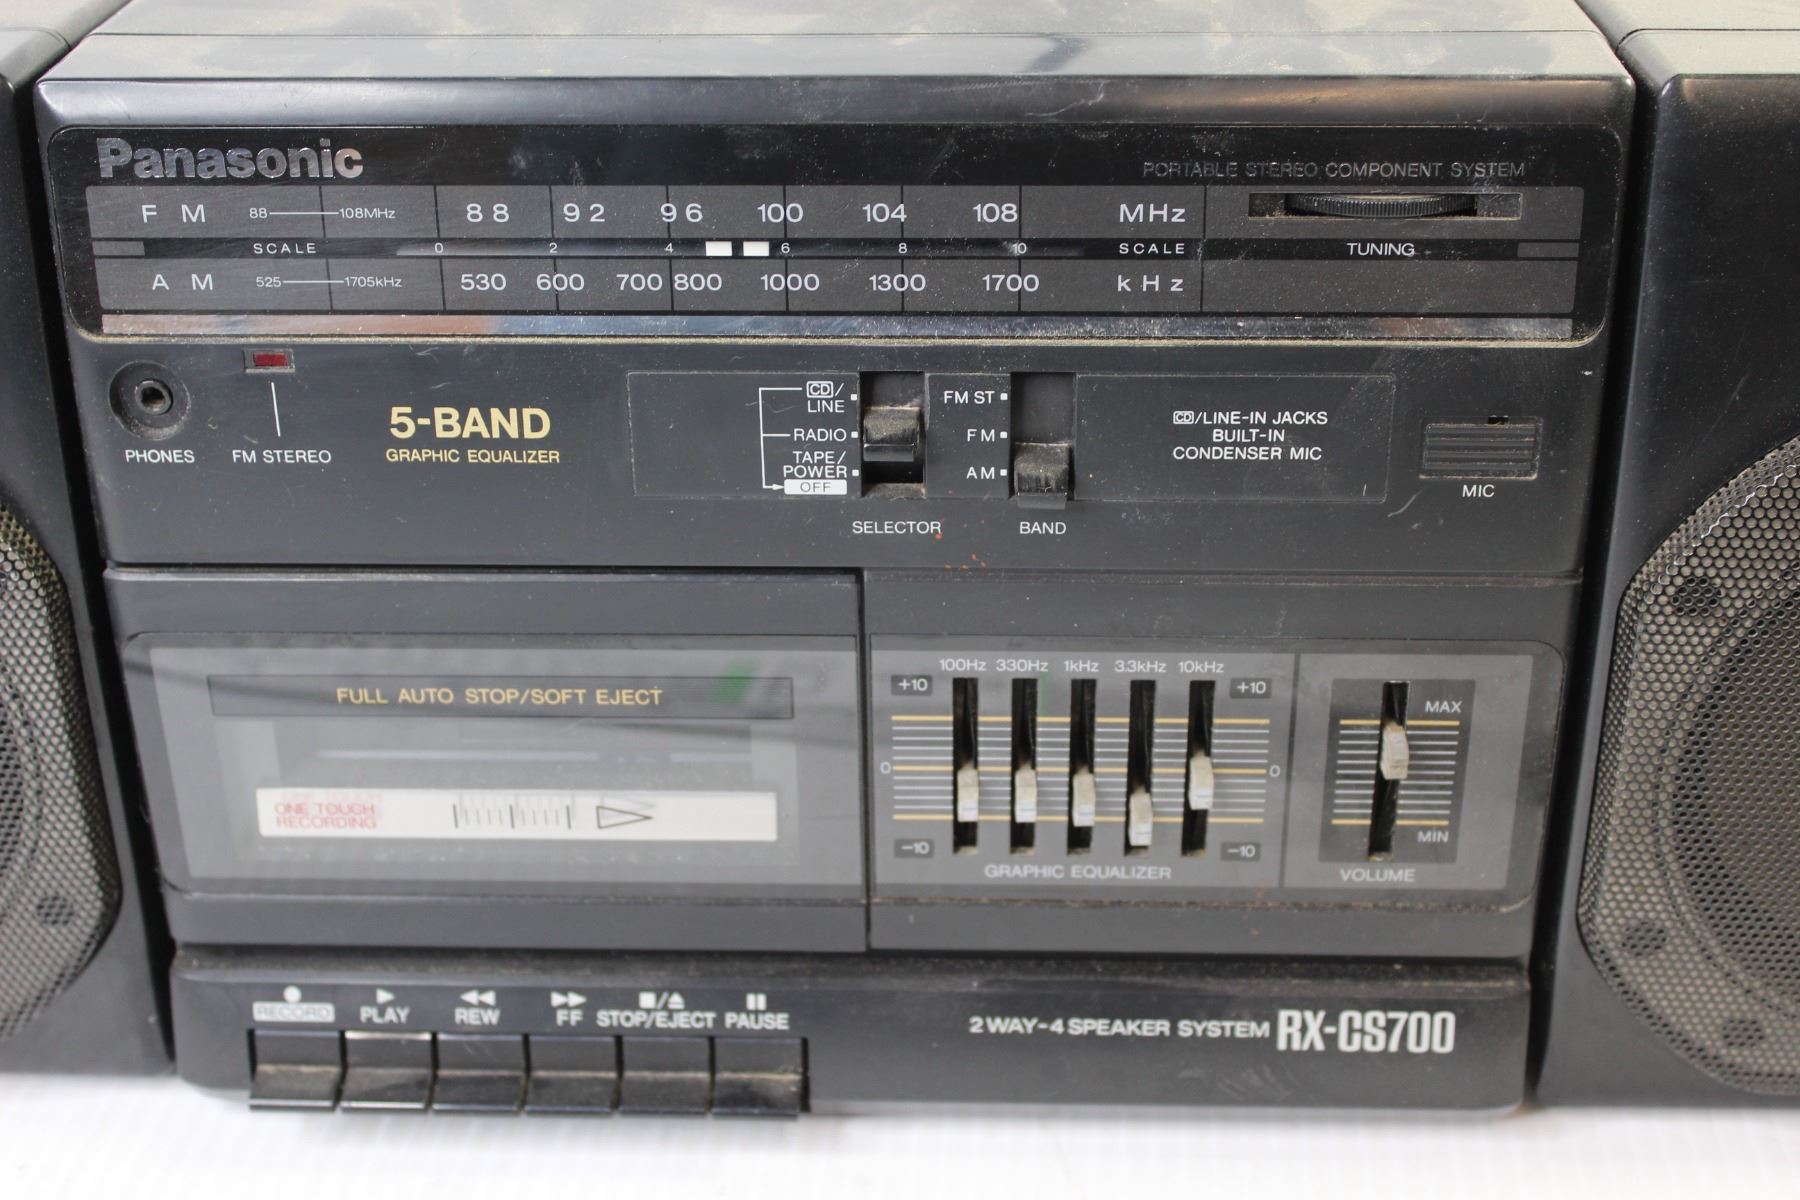 Panasonic
PORTABLE STEREO COMPONENT SYSTEM
FM 88 108MHz 88 92 96 100 104 108 MHz
SCALE 0 2 4 6 8 10 SCALE TUNING
AM 525 1705kHz 530 600 700 800 1000 1300 1700 kHz
PHONES
FM STEREO
5-BAND
GRAPHIC EQUALIZER
CD/
LINE
RADIO
TAPE/
POWER
OFF
SELECTOR
FM ST
FM
AM
BAND
CD/LINE-IN JACKS
BUILT-IN
CONDENSER MIC
MIC
FULL AUTO STOP/SOFT EJECT
ONE TOUCH
RECORDING
100Hz 330Hz 1kHz 3.3kHz 10kHz
+10 +10
0 0
-10 -10
GRAPHIC EQUALIZER
MAX
MIN
VOLUME
RECORD PLAY REW FF STOP/EJECT PAUSE
2 WAY-4 SPEAKER SYSTEM RX-CS700